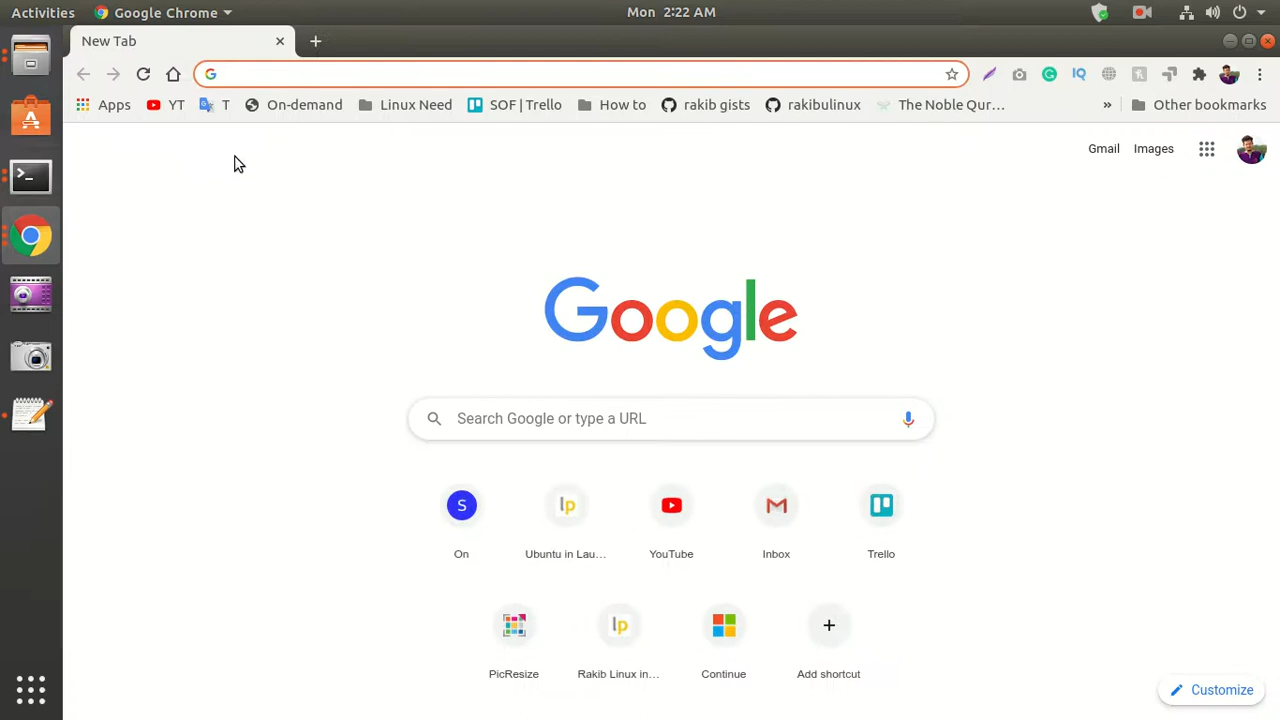 Activities Google Chrome Mon 2:22 AM
New Tab
Apps YT T On-demand Linux Need SOF | Trello How to rakib gists rakibulinux The Noble Qur... » Other bookmarks
Gmail Images
Google
Search Google or type a URL
S lp
On Ubuntu in Lau... YouTube Inbox Trello
lp
PicResize Rakib Linux in... Continue Add shortcut
Customize